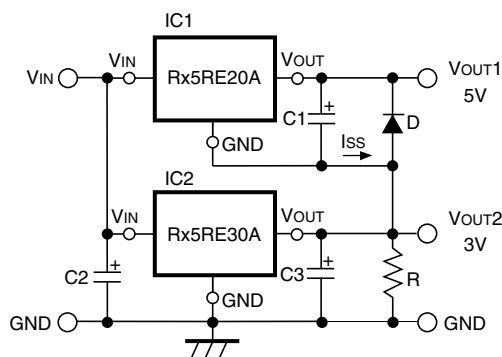 IC1
VIN
VIN
Rx5RE20A
VOUT
VOUT1
5V
C1
+
D
GND
ISS
IC2
VIN
Rx5RE30A
VOUT
VOUT2
3V
C2
+
GND
C3
+
R
GND
GND